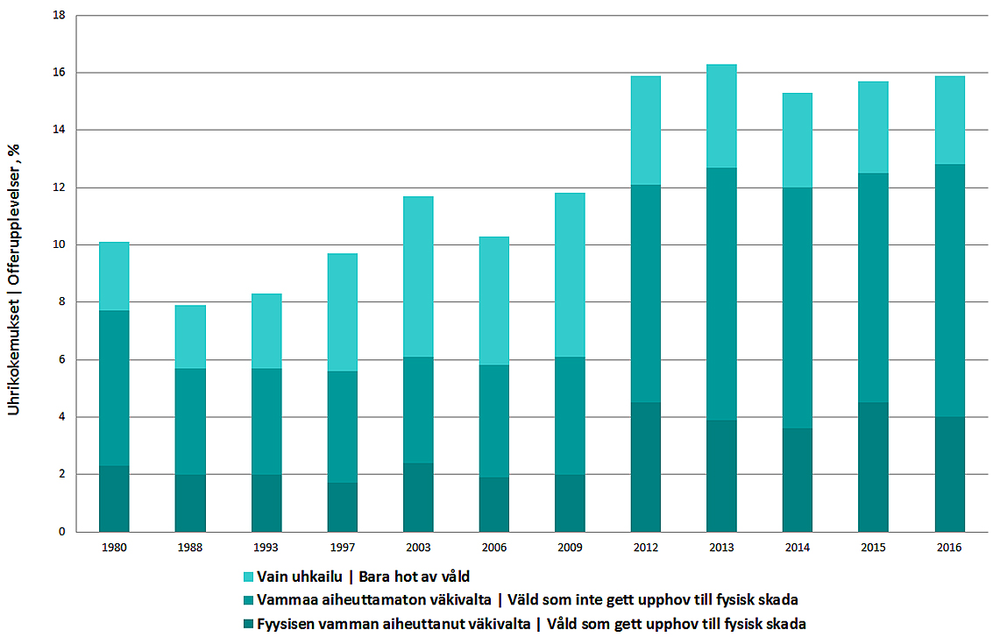 Uhrikokemukset | Offerupplevelser , %
18
16
14
12
10
8
6
4
2
0
1980 1988 1993 1997 2003 2006 2009 2012 2013 2014 2015 2016
Vain uhkailu | Bara hot av våld
Vammaa aiheuttamaton väkivalta | Väld som inte gett upphov till fysisk skada
Fyysisen vamman aiheuttanut väkivalta | Våld som gett upphov till fysisk skada